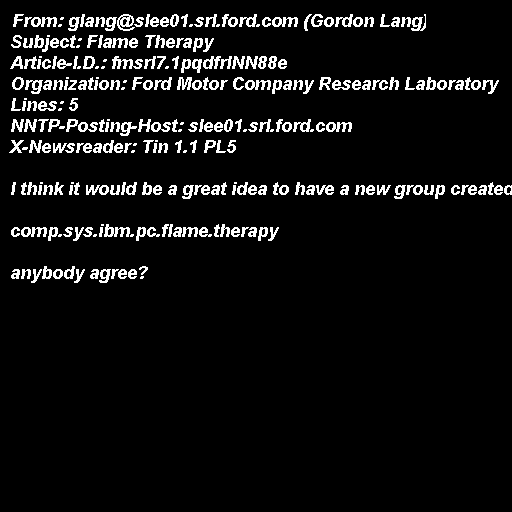 From: glang@slee01.srl.ford.com (Gordon Lang)
Subject: Flame Therapy
Article-I.D.: fmsrl7.1pqdfrINN88e
Organization: Ford Motor Company Research Laboratory
Lines: 5
NNTP-Posting-Host: slee01.srl.ford.com
X-Newsreader: Tin 1.1 PL5
I think it would be a great idea to have a new group created
comp.sys.ibm.pc.flame.therapy
anybody agree?